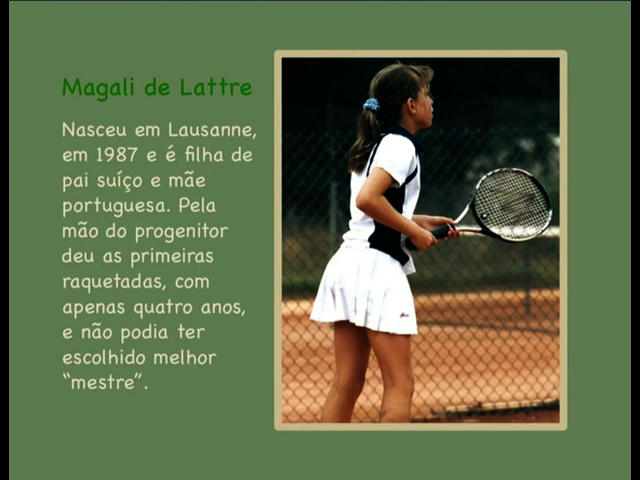 Magali de Lattre
Nasceu em Lausanne,
em 1987 e é filha de
pai suíço e mãe
portuguesa. Pela
mão do progenitor
deu as primeiras
raquetadas, com
apenas quatro anos,
e não podia ter
escolhido melhor
“mestre”.